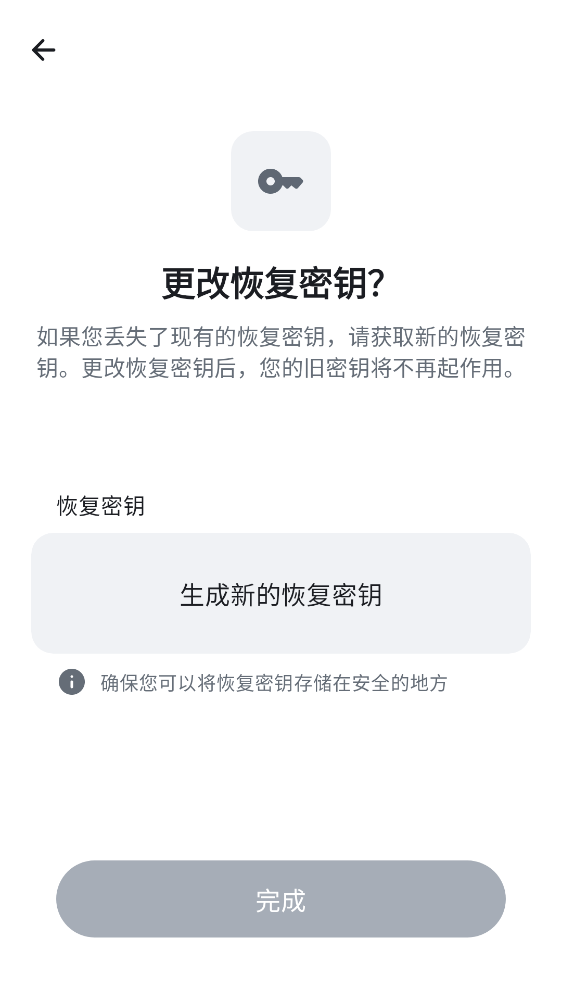 更改恢复密钥？
如果您丢失了现有的恢复密钥，请获取新的恢复密
钥。更改恢复密钥后，您的旧密钥将不再起作用。
恢复密钥
生成新的恢复密钥
确保您可以将恢复密钥存储在安全的地方
完成